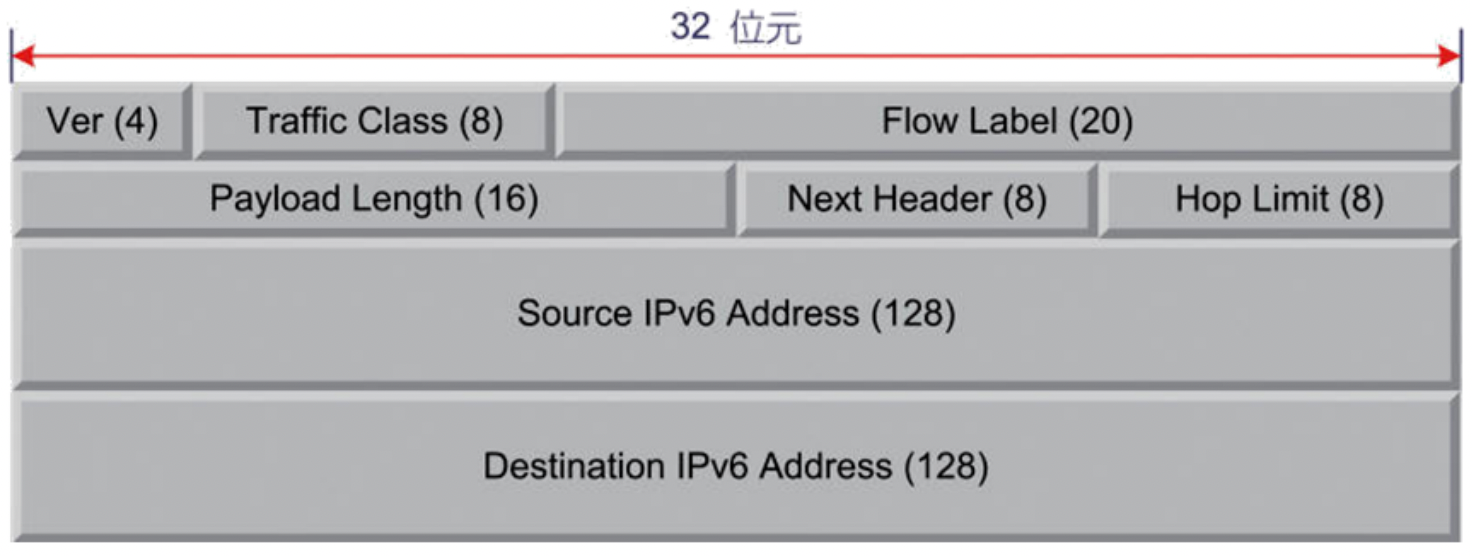 32 位元
Ver (4) Traffic Class (8) Flow Label (20)
Payload Length (16) Next Header (8) Hop Limit (8)
Source IPv6 Address (128)
Destination IPv6 Address (128)